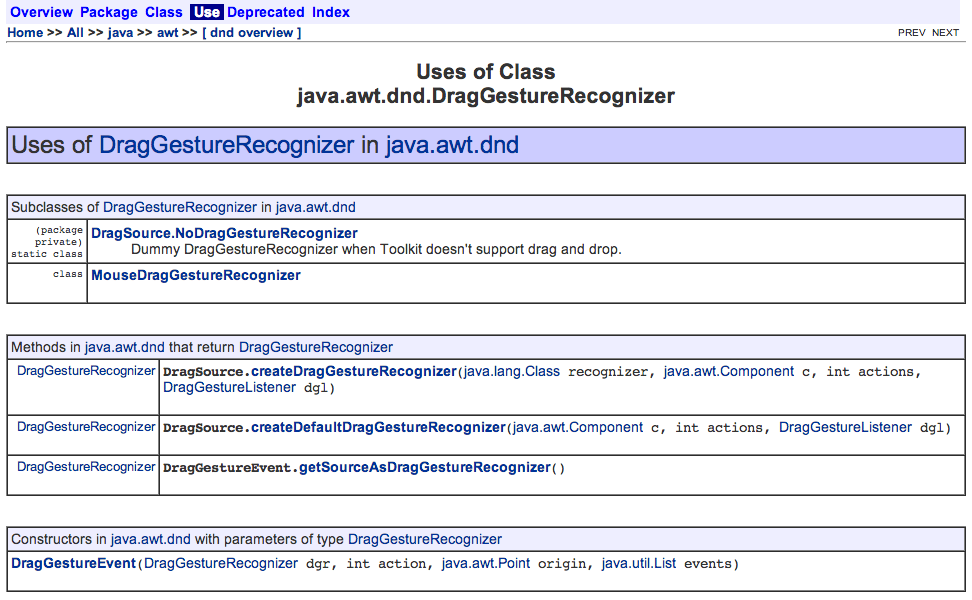 Overview Package Class Use Deprecated Index
Home >> All >> java >> awt >> [ dnd overview ] PREV NEXT
Uses of Class
java.awt.dnd.DragGestureRecognizer
Uses of DragGestureRecognizer in java.awt.dnd
Subclasses of DragGestureRecognizer in java.awt.dnd
(package
private)
static class
DragSource.NoDragGestureRecognizer
Dummy DragGestureRecognizer when Toolkit doesn't support drag and drop.
class MouseDragGestureRecognizer
Methods in java.awt.dnd that return DragGestureRecognizer
DragGestureRecognizer DragSource.createDragGestureRecognizer(java.lang.Class recognizer, java.awt.Component c, int actions,
DragGestureListener dgl)
DragGestureRecognizer DragSource.createDefaultDragGestureRecognizer(java.awt.Component c, int actions, DragGestureListener dgl)
DragGestureRecognizer DragGestureEvent.getSourceAsDragGestureRecognizer()
Constructors in java.awt.dnd with parameters of type DragGestureRecognizer
DragGestureEvent(DragGestureRecognizer dgr, int action, java.awt.Point origin, java.util.List events)